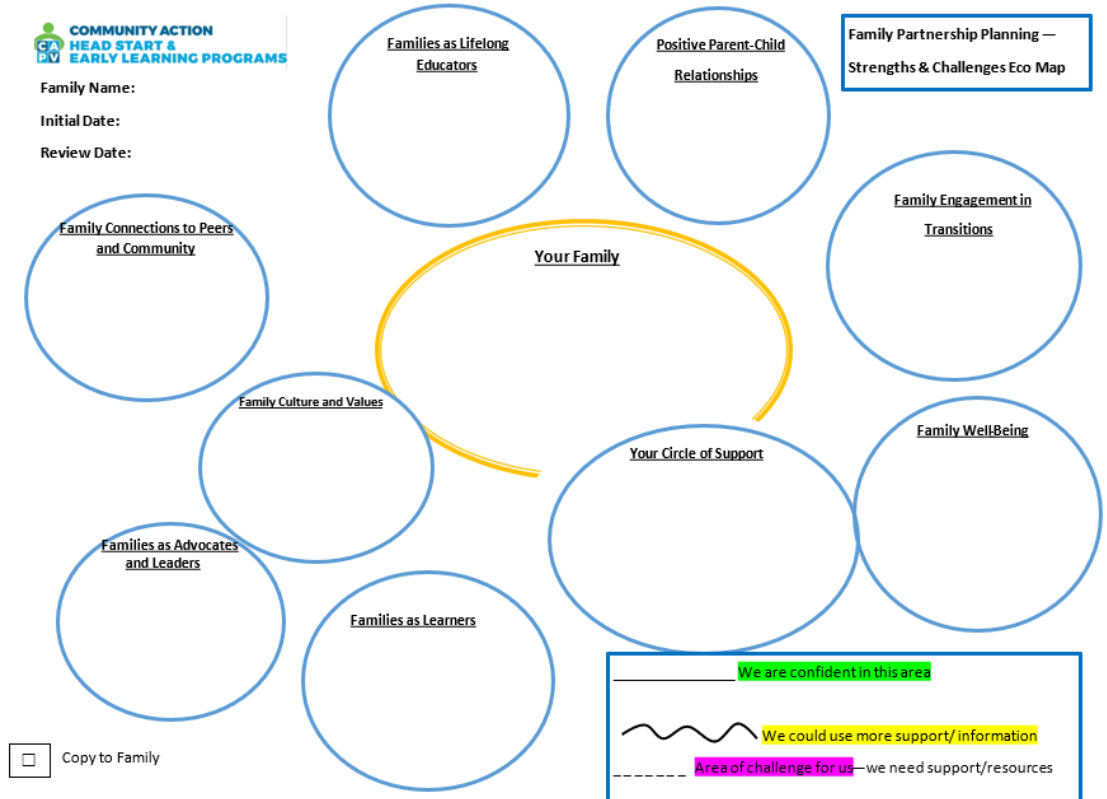 COMMUNITY ACTION
HEAD START &
EARLY LEARNING PROGRAMS
CAPV
Family Name:
Initial Date:
Review Date:
Families as Lifelong
Educators
Positive Parent-Child
Relationships
Family Partnership Planning —
Strengths & Challenges Eco Map
Family Connections to Peers
and Community
Your Family
Family Engagement in
Transitions
Family Culture and Values
Your Circle of Support
Family Well-Being
Families as Advocates
and Leaders
Families as Learners
We are confident in this area
We could use more support/ information
Area of challenge for us—we need support/resources
Copy to Family